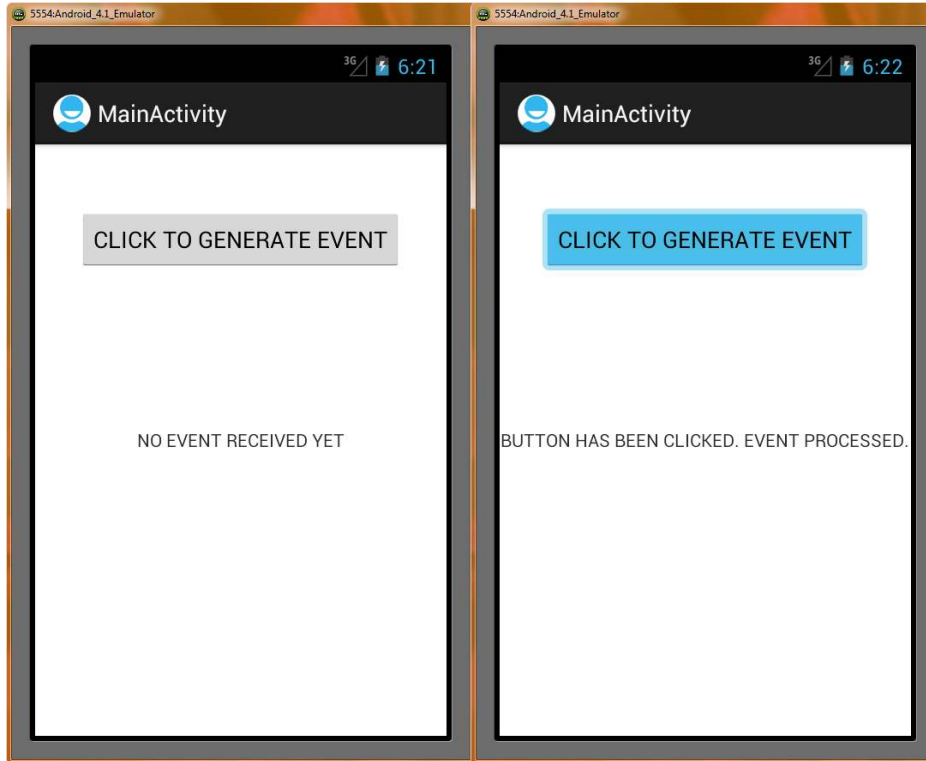 5554:Android_4.1_Emulator
3G 6:21
MainActivity
CLICK TO GENERATE EVENT
NO EVENT RECEIVED YET
5554:Android_4.1_Emulator
3G 6:22
MainActivity
CLICK TO GENERATE EVENT
BUTTON HAS BEEN CLICKED. EVENT PROCESSED.